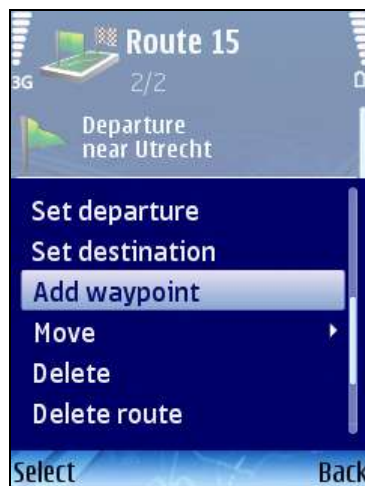 Route 15
3G
2/2
Departure
near Utrecht
Set departure
Set destination
Add waypoint
Move
Delete
Delete route
Select Back